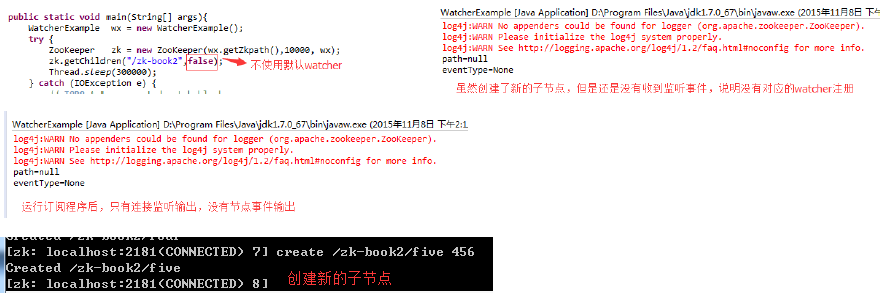 public static void main(String[] args){
WatcherExample wx = new WatcherExample();
try {
ZooKeeper zk = new ZooKeeper(wx.getZkpath(),10000, wx);
zk.getChildren("/zk-book2",false);
不使用默认watcher
Thread.sleep(300000);
} catch (IOException e) {
WatcherExample [Java Application] D:\Program Files\Java\jdk1.7.0_67\bin\javaw.exe (2015年11月8日 下午
log4j:WARN No appenders could be found for logger (org.apache.zookeeper.ZooKeeper).
log4j:WARN Please initialize the log4j system properly.
log4j:WARN See http://logging.apache.org/log4j/1.2/faq.html#noconfig for more info.
path=null
eventType=None
虽然创建了新的子节点，但是还是没有收到监听事件，说明没有对应的watcher注册
WatcherExample [Java Application] D:\Program Files\Java\jdk1.7.0_67\bin\javaw.exe (2015年11月8日 下午2:1
log4j:WARN No appenders could be found for logger (org.apache.zookeeper.ZooKeeper).
log4j:WARN Please initialize the log4j system properly.
log4j:WARN See http://logging.apache.org/log4j/1.2/faq.html#noconfig for more info.
path=null
eventType=None
运行订阅程序后，只有连接监听输出，没有节点事件输出
Created /zk-book2/four
[zk: localhost:2181(CONNECTED) 7] create /zk-book2/five 456
Created /zk-book2/five
[zk: localhost:2181(CONNECTED) 8]
创建新的子节点